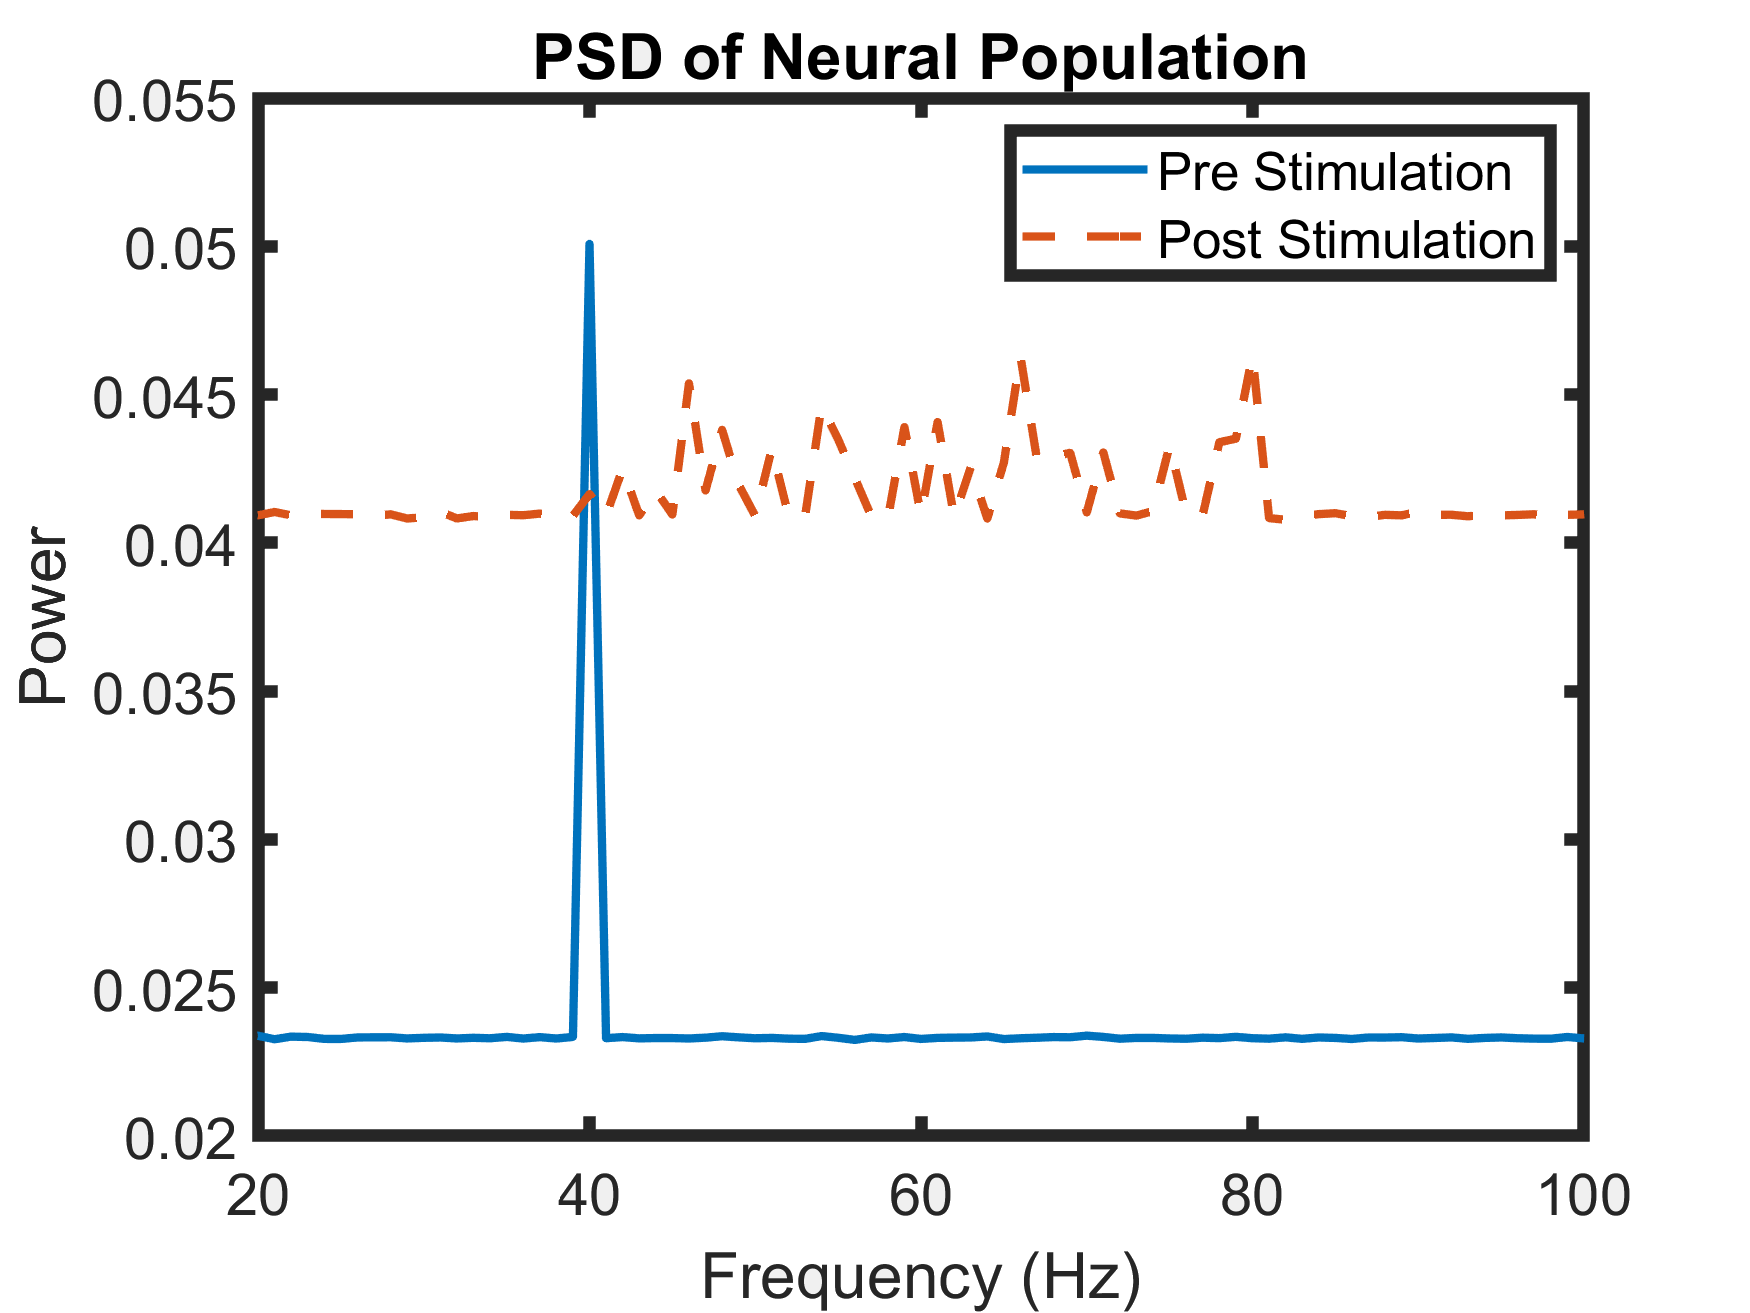 PSD of Neural Population
0.055
0.05
0.045
0.04
0.035
0.03
0.025
0.02
Power
Pre Stimulation
Post Stimulation
20 40 60 80 100
Frequency (Hz)